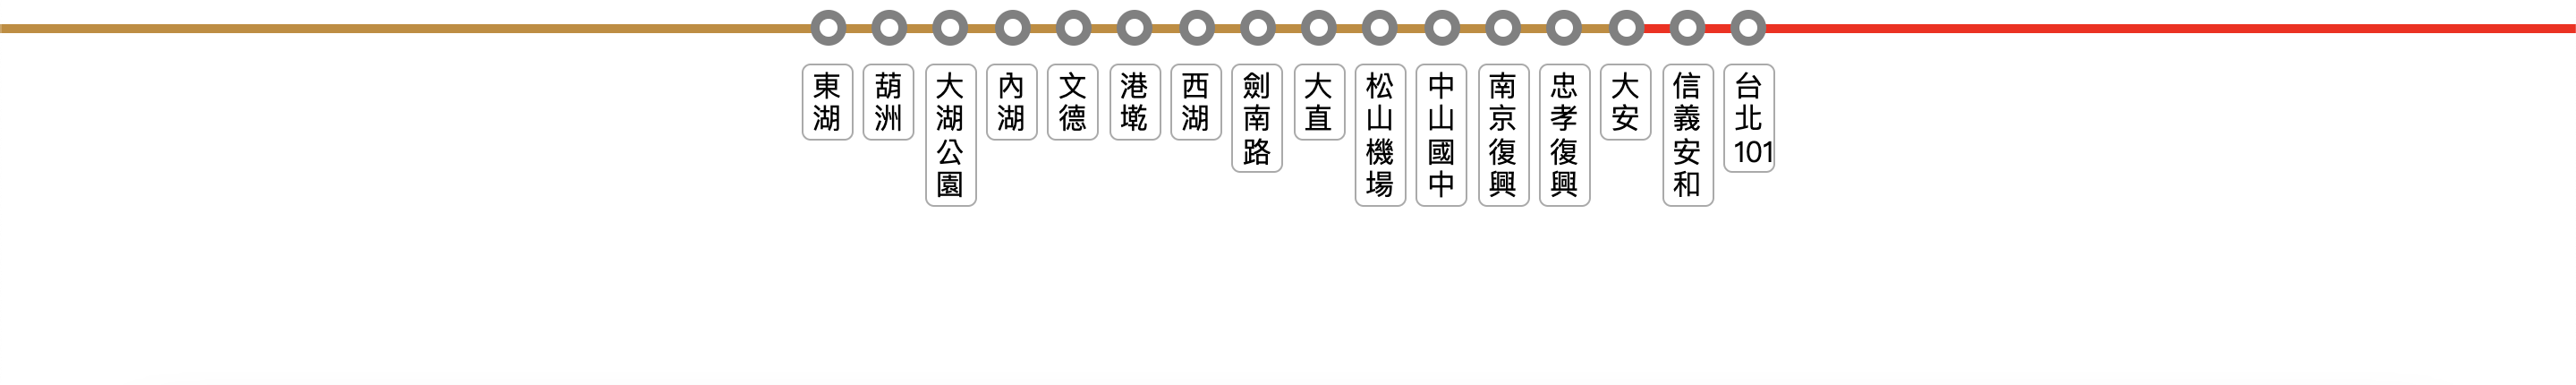 東湖
葫洲
大湖公園
內湖
文德
港墘
西湖
劍南路
大直
松山機場
中山國中
南京復興
忠孝復興
大安
信義安和
台北101